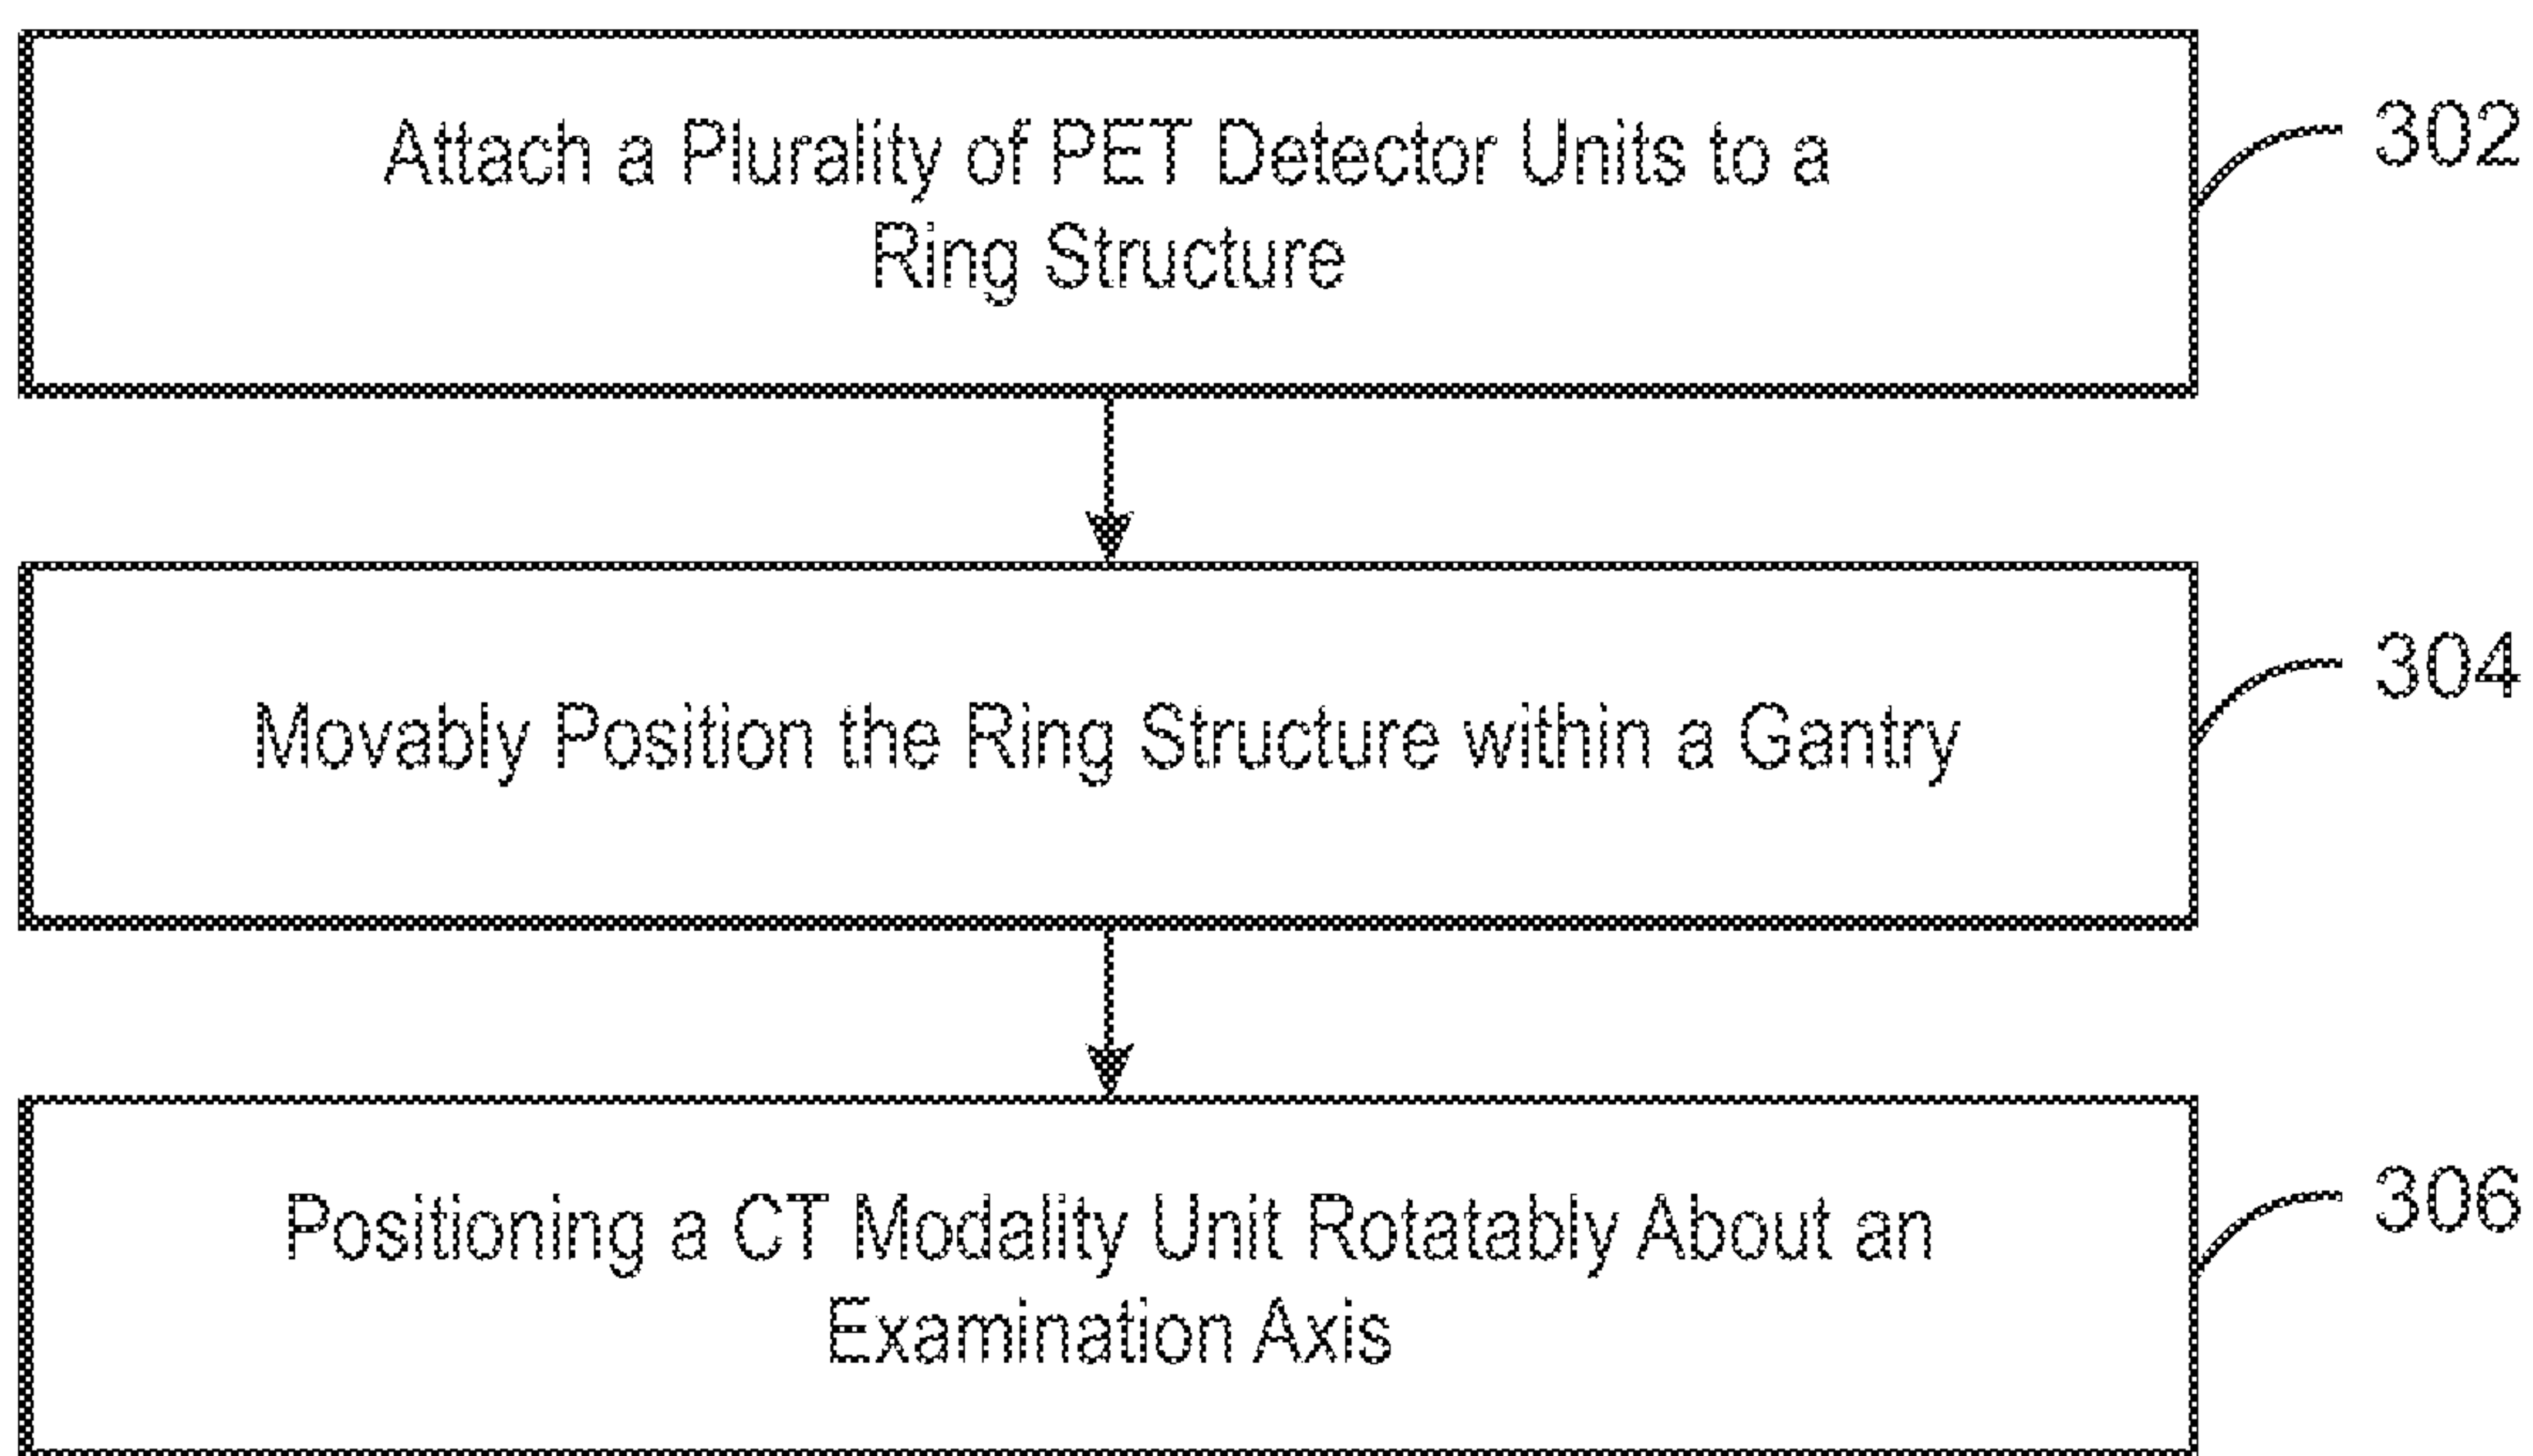 Attach a Plurality of PET Detector Units to a
Ring Structure
302
Movably Position the Ring Structure within a Gantry
304
Positioning a CT Modality Unit Rotatably About an
Examination Axis
306